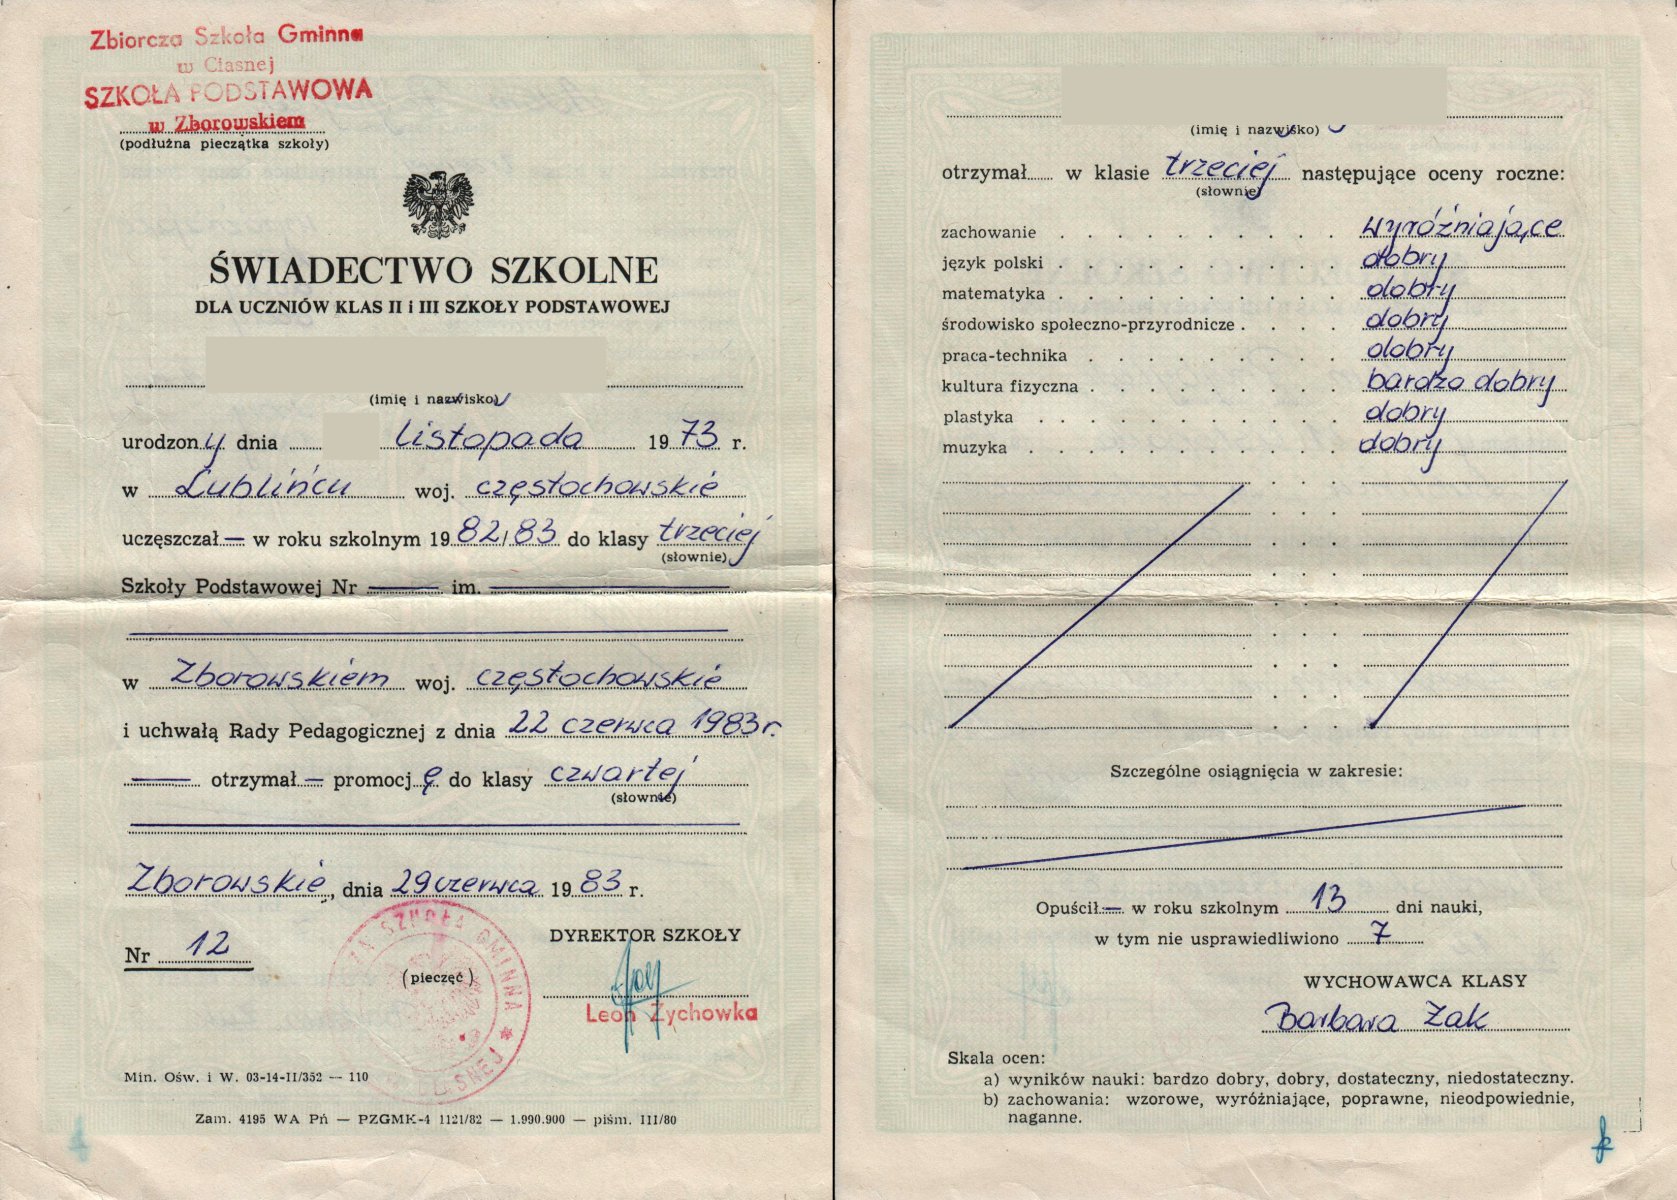 Zbiorcza Szkoła Gminna
w Ciasnej
SZKOŁA PODSTAWOWA
w Zborowskiem
(podłużna pieczątka szkoły)
ŚWIADECTWO SZKOLNE
DLA UCZNIÓW KLAS II i III SZKOŁY PODSTAWOWEJ
(imię i nazwisko)
urodzony dnia listopada 1973 r.
w Lublińcu woj. częstochowskie
uczęszczał — w roku szkolnym 1982/83 do klasy trzeciej
(słownie)
Szkoły Podstawowej Nr — im. —
w Zborowskiem woj. częstochowskie
i uchwałą Rady Pedagogicznej z dnia 22 czerwca 1983 r.
— otrzymał — promocję do klasy czwartej
(słownie)
Zborowskie, dnia 29 czerwca 1983 r.
Nr 12
(pieczęć)
SZKOŁA GMINNA
DYREKTOR SZKOŁY
Leon Zychowka
Min. Ośw. i W. 03-14-II/352 — 110
Zam. 4195 WA Pń — PZGMK-4 1121/82 — 1.990.900 — piśm. III/80
(imię i nazwisko)
otrzymał w klasie trzeciej następujące oceny roczne:
(słownie)
zachowanie wyróźniające
język polski dobry
matematyka dobry
środowisko społeczno-przyrodnicze dobry
praca-technika dobry
kultura fizyczna bardzo dobry
plastyka dobry
muzyka dobry
Szczególne osiągnięcia w zakresie:
Opuścił — w roku szkolnym 13 dni nauki,
w tym nie usprawiedliwiono 7
WYCHOWAWCA KLASY
Barbara Żak
Skala ocen:
a) wyników nauki: bardzo dobry, dobry, dostateczny, niedostateczny.
b) zachowania: wzorowe, wyróżniające, poprawne, nieodpowiednie,
naganne.